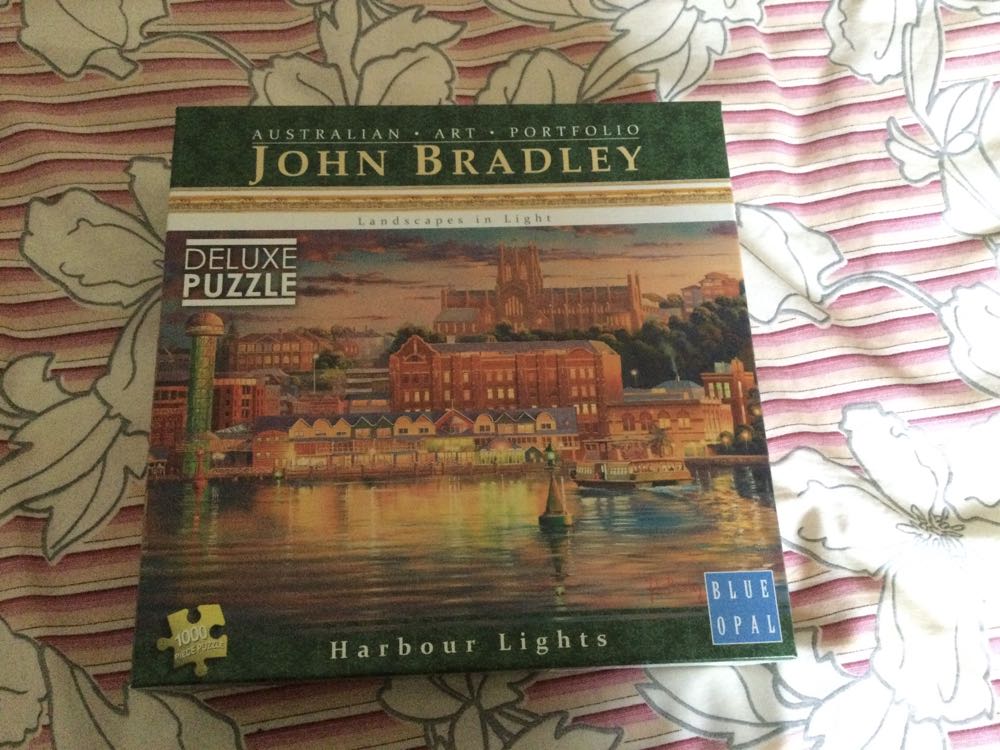 AUSTRALIAN • ART • PORTFOLIO
JOHN BRADLEY
Landscapes in Light
DELUXE
PUZZLE
1000
PIECE PUZZLE
Harbour Lights
BLUE
OPAL